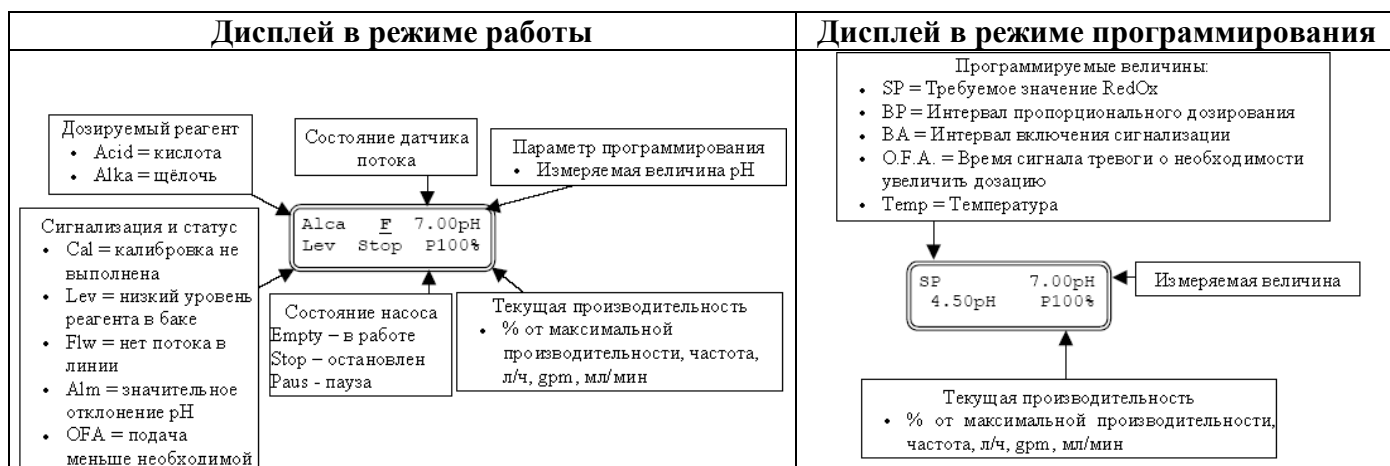 Дисплей в режиме работы
Дозируемый реагент
• Acid = кислота
• Alka = щёлочь
Состояние датчика
потока
Параметр программирования
• Измеряемая величина pH
Сигнализация и статус
• Cal = калибровка не
выполнена
• Lev = низкий уровень
реагента в баке
• Flw = нет потока в
линии
• Alm = значительное
отклонение pH
• OFA = подача
меньше необходимой
Alca F 7.00pH
Lev Stop P100%
Состояние насоса
Empty – в работе
Stop – остановлен
Paus - пауза
Текущая производительность
• % от максимальной
производительности, частота,
л/ч, gpm, мл/мин
Дисплей в режиме программирования
Программируемые величины:
• SP = Требуемое значение RedOx
• BP = Интервал пропорционального дозирования
• BA = Интервал включения сигнализации
• O.F.A. = Время сигнала тревоги о необходимости
увеличить дозацию
• Temp = Температура
SP 7.00pH
4.50pH P100%
Измеряемая величина
Текущая производительность
• % от максимальной производительности,
частота, л/ч, gpm, мл/мин